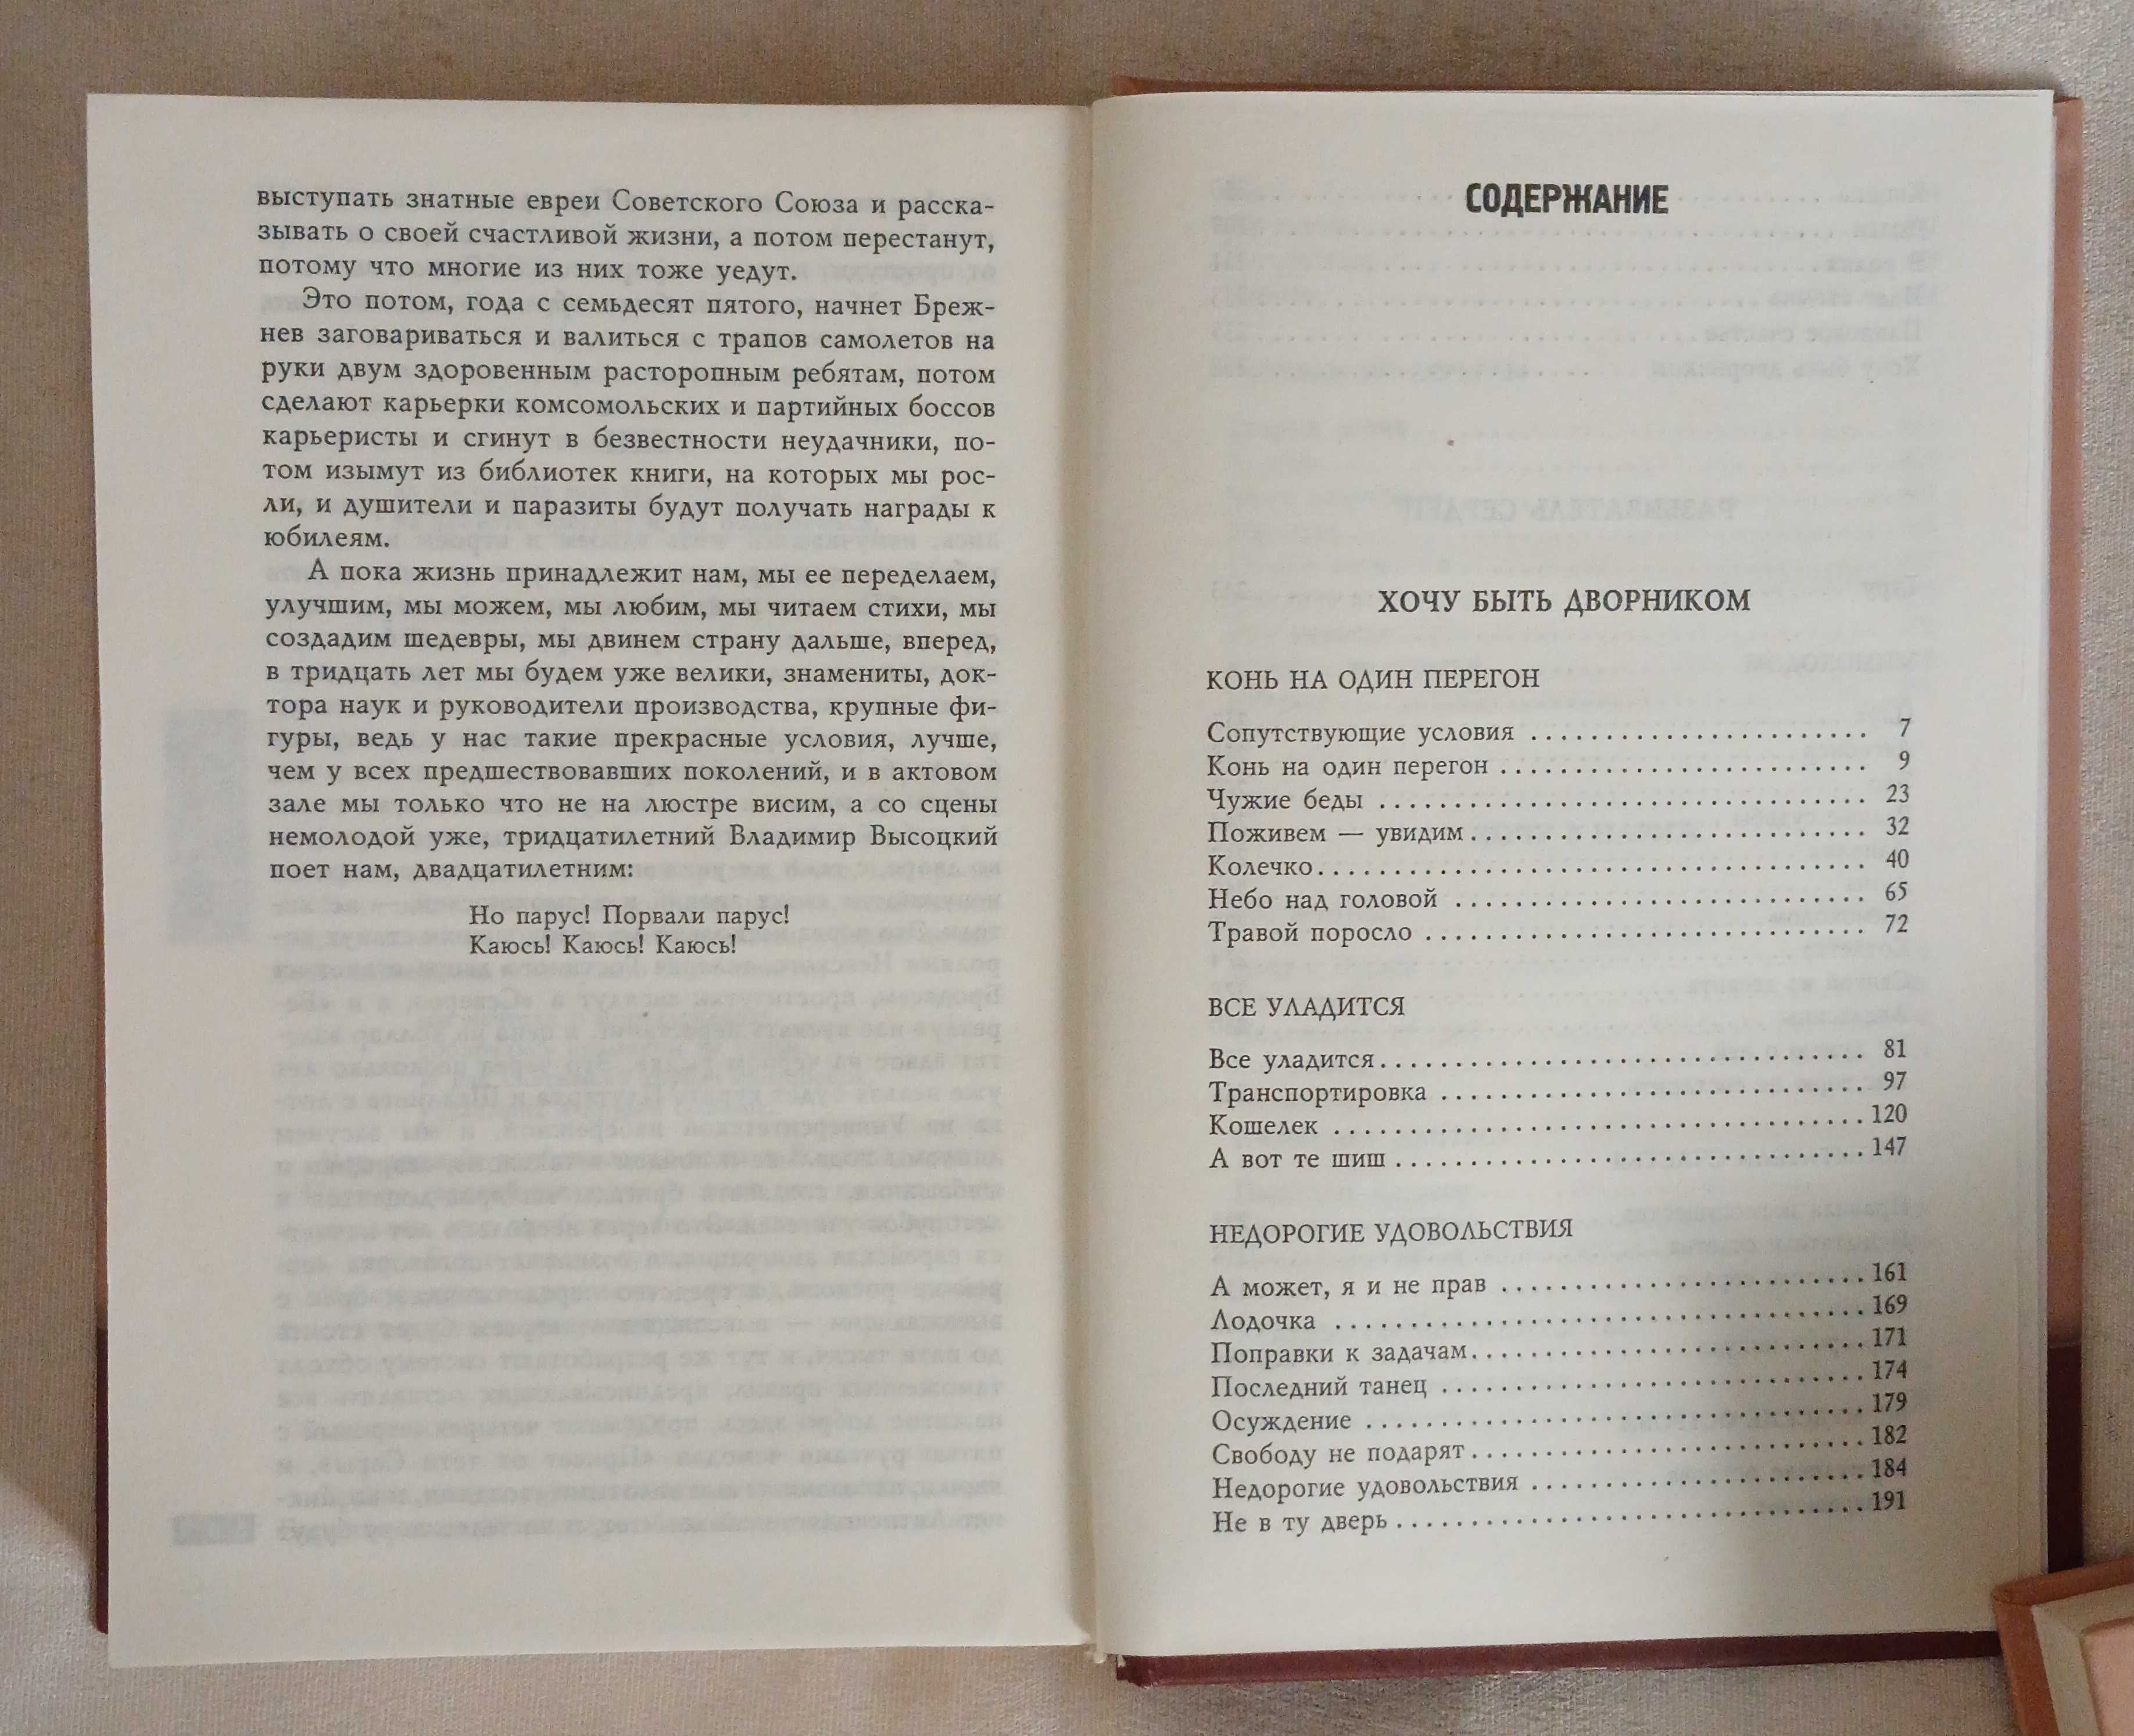 выступать знатные евреи Советского Союза и расска-
зывать о своей счастливой жизни, а потом перестанут,
потому что многие из них тоже уедут.
Это потом, года с семьдесят пятого, начнет Бреж-
нев заговариваться и валиться с трапов самолетов на
руки двум здоровенным расторопным ребятам, потом
сделают карьерки комсомольских и партийных боссов
карьеристы и сгинут в безвестности неудачники, по-
том изымут из библиотек книги, на которых мы рос-
ли, и душители и паразиты будут получать награды к
юбилеям.
А пока жизнь принадлежит нам, мы ее переделаем,
улучшим, мы можем, мы любим, мы читаем стихи, мы
создадим шедевры, мы двинем страну дальше, вперед,
в тридцать лет мы будем уже велики, знамениты, док-
тора наук и руководители производства, крупные фи-
гуры, ведь у нас такие прекрасные условия, лучше,
чем у всех предшествовавших поколений, и в актовом
зале мы только что не на люстре висим, а со сцены
немолодой уже, тридцатилетний Владимир Высоцкий
поет нам, двадцатилетним:
Но парус! Порвали парус!
Каюсь! Каюсь! Каюсь!
СОДЕРЖАНИЕ
ХОЧУ БЫТЬ ДВОРНИКОМ
КОНЬ НА ОДИН ПЕРЕГОН
Сопутствующие условия . . . . . . . . . . 7
Конь на один перегон . . . . . . . . . . 9
Чужие беды . . . . . . . . . . 23
Поживем — увидим . . . . . . . . . . 32
Колечко . . . . . . . . . . 40
Небо над головой . . . . . . . . . . 65
Травой поросло . . . . . . . . . . 72
ВСЕ УЛАДИТСЯ
Все уладится . . . . . . . . . . 81
Транспортировка . . . . . . . . . . 97
Кошелек . . . . . . . . . . 120
А вот те шиш . . . . . . . . . . 147
НЕДОРОГИЕ УДОВОЛЬСТВИЯ
А может, я и не прав . . . . . . . . . . 161
Лодочка . . . . . . . . . . 169
Поправки к задачам . . . . . . . . . . 171
Последний танец . . . . . . . . . . 174
Осуждение . . . . . . . . . . 179
Свободу не подарят . . . . . . . . . . 182
Недорогие удовольствия . . . . . . . . . . 184
Не в ту дверь . . . . . . . . . . 191